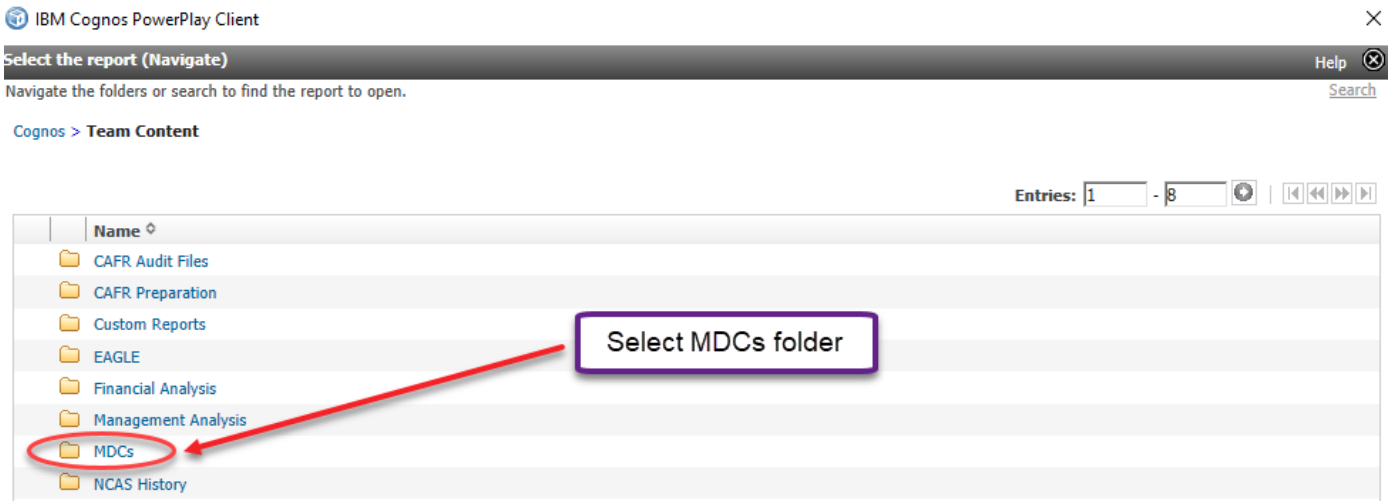 IBM Cognos PowerPlay Client
Select the report (Navigate) Help
Navigate the folders or search to find the report to open. Search
Cognos > Team Content
Entries: 1 - 8
Name
CAFR Audit Files
CAFR Preparation
Custom Reports
Select MDCs folder
EAGLE
Financial Analysis
Management Analysis
MDCs
NCAS History